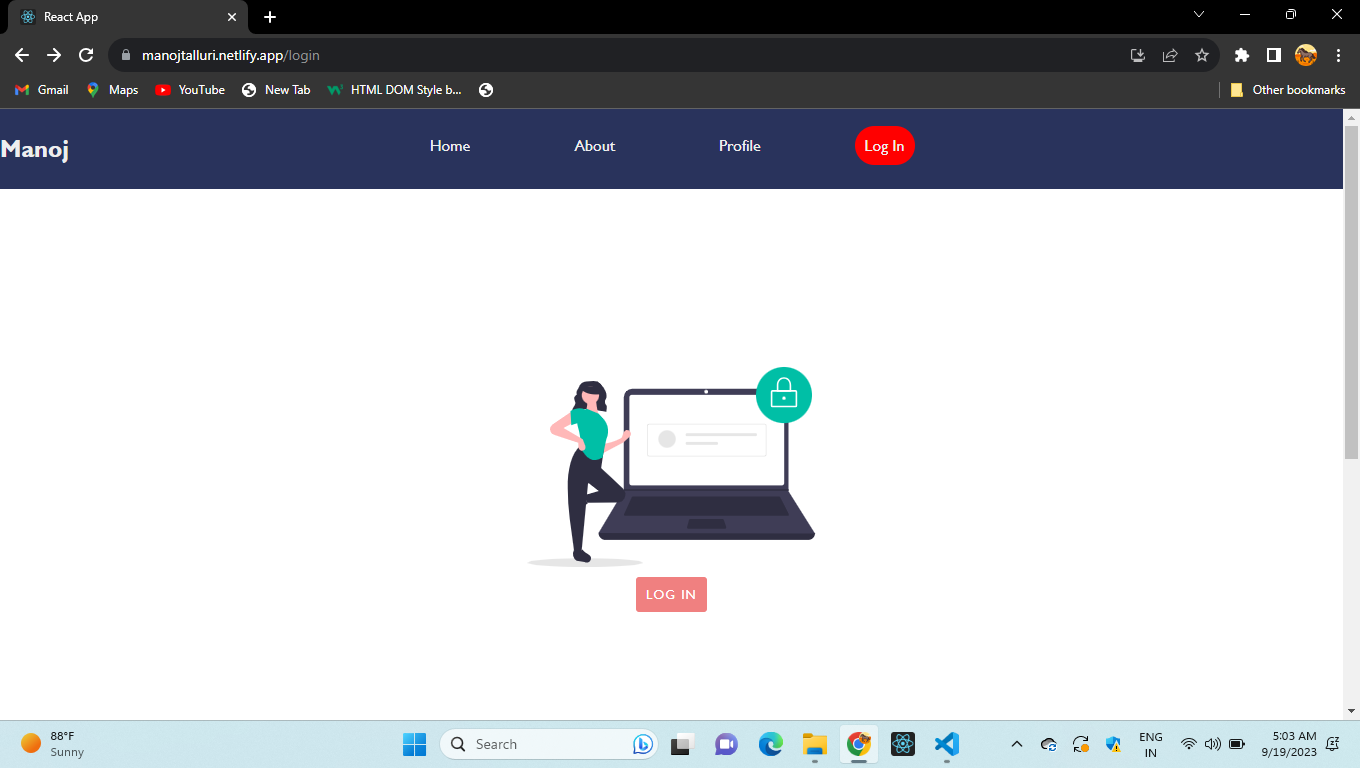 React App
manojtalluri.netlify.app/login
Gmail Maps YouTube New Tab HTML DOM Style b... Other bookmarks
Manoj Home About Profile Log In
LOG IN
88°F
Sunny
Search
ENG
IN
5:03 AM
9/19/2023